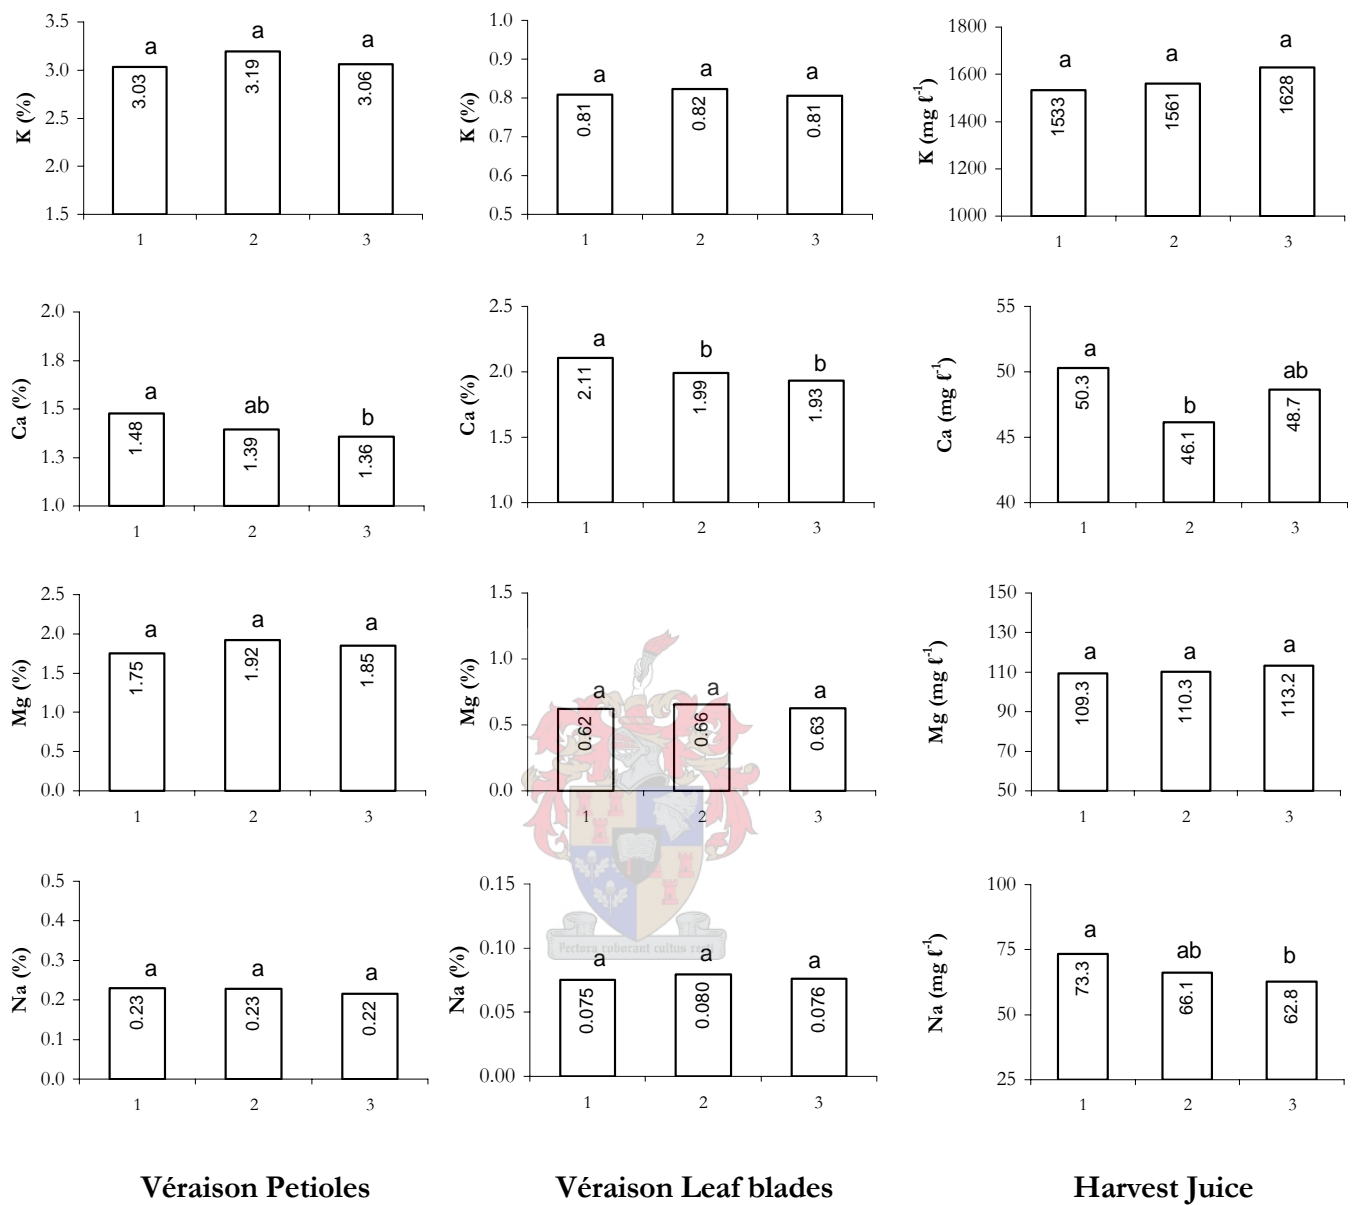 K (%)
3.5
3.0
2.5
2.0
1.5
a a a
3.03 3.19 3.06
1 2 3
K (%)
1.0
0.9
0.8
0.7
0.6
0.5
a a a
0.81 0.82 0.81
1 2 3
K (mg ℓ⁻¹)
1800
1600
1400
1200
1000
a a a
1533 1561 1628
1 2 3
Ca (%)
2.0
1.8
1.5
1.3
1.0
a ab b
1.48 1.39 1.36
1 2 3
Ca (%)
2.5
2.0
1.5
1.0
a b b
2.11 1.99 1.93
1 2 3
Ca (mg ℓ⁻¹)
55
50
45
40
a b ab
50.3 46.1 48.7
1 2 3
Mg (%)
2.5
2.0
1.5
1.0
0.5
0.0
a a a
1.75 1.92 1.85
1 2 3
Mg (%)
1.5
1.0
0.5
0.0
a a a
0.62 0.66 0.63
1 2 3
Mg (mg ℓ⁻¹)
150
130
110
90
70
50
a a a
109.3 110.3 113.2
1 2 3
Na (%)
0.5
0.4
0.3
0.2
0.1
0.0
a a a
0.23 0.23 0.22
1 2 3
Na (%)
0.15
0.10
0.05
0.00
Pectora roborant cultus recti
a a a
0.075 0.080 0.076
1 2 3
Na (mg ℓ⁻¹)
100
75
50
25
a ab b
73.3 66.1 62.8
1 2 3
Véraison Petioles
Véraison Leaf blades
Harvest Juice